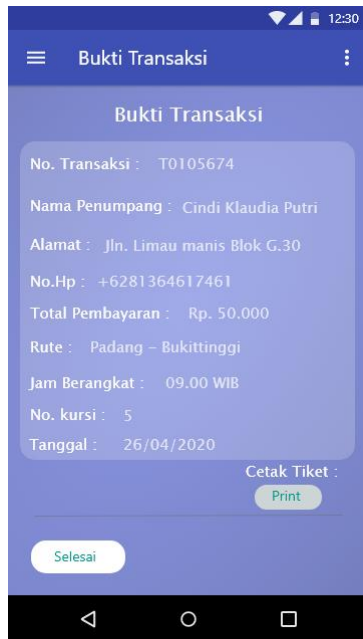 12:30
Bukti Transaksi
Bukti Transaksi
No. Transaksi : T0105674
Nama Penumpang : Cindi Klaudia Putri
Alamat : Jln. Limau manis Blok G.30
No.Hp : +6281364617461
Total Pembayaran : Rp. 50.000
Rute : Padang – Bukittinggi
Jam Berangkat : 09.00 WIB
No. kursi : 5
Tanggal : 26/04/2020
Cetak Tiket :
Print
Selesai